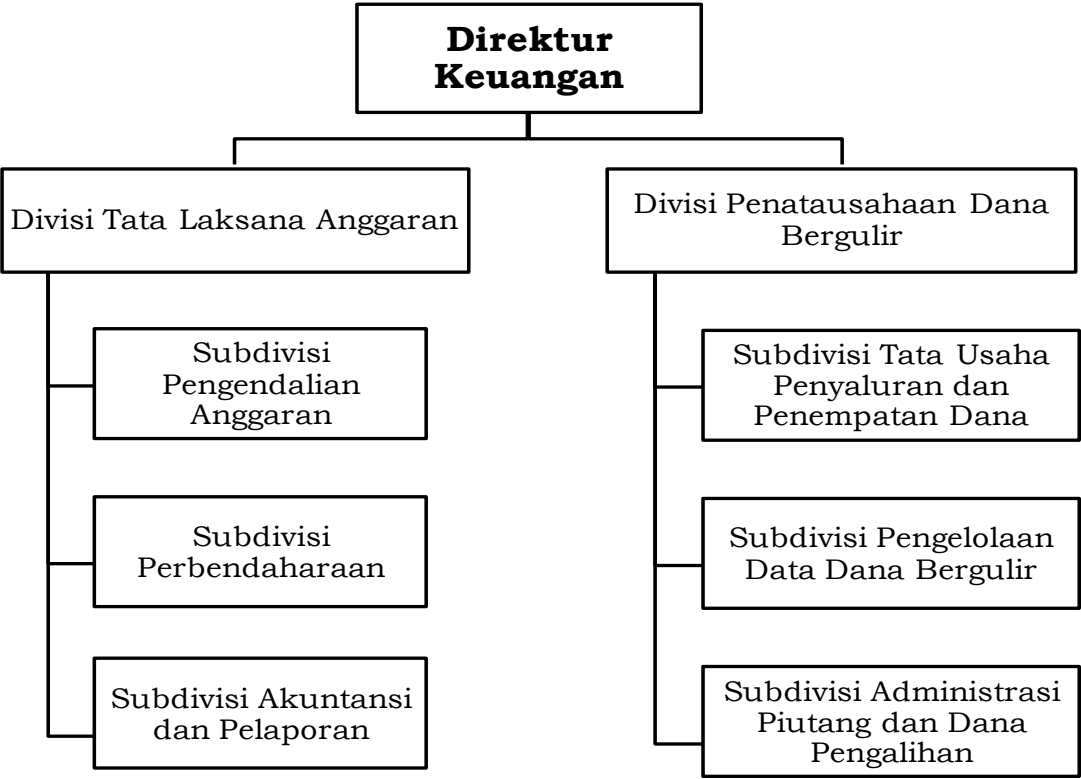 Direktur
Keuangan
Divisi Tata Laksana Anggaran
Divisi Penatausahaan Dana
Bergulir
Subdivisi
Pengendalian
Anggaran
Subdivisi Tata Usaha
Penyaluran dan
Penempatan Dana
Subdivisi
Perbendaharaan
Subdivisi Pengelolaan
Data Dana Bergulir
Subdivisi Akuntansi
dan Pelaporan
Subdivisi Administrasi
Piutang dan Dana
Pengalihan